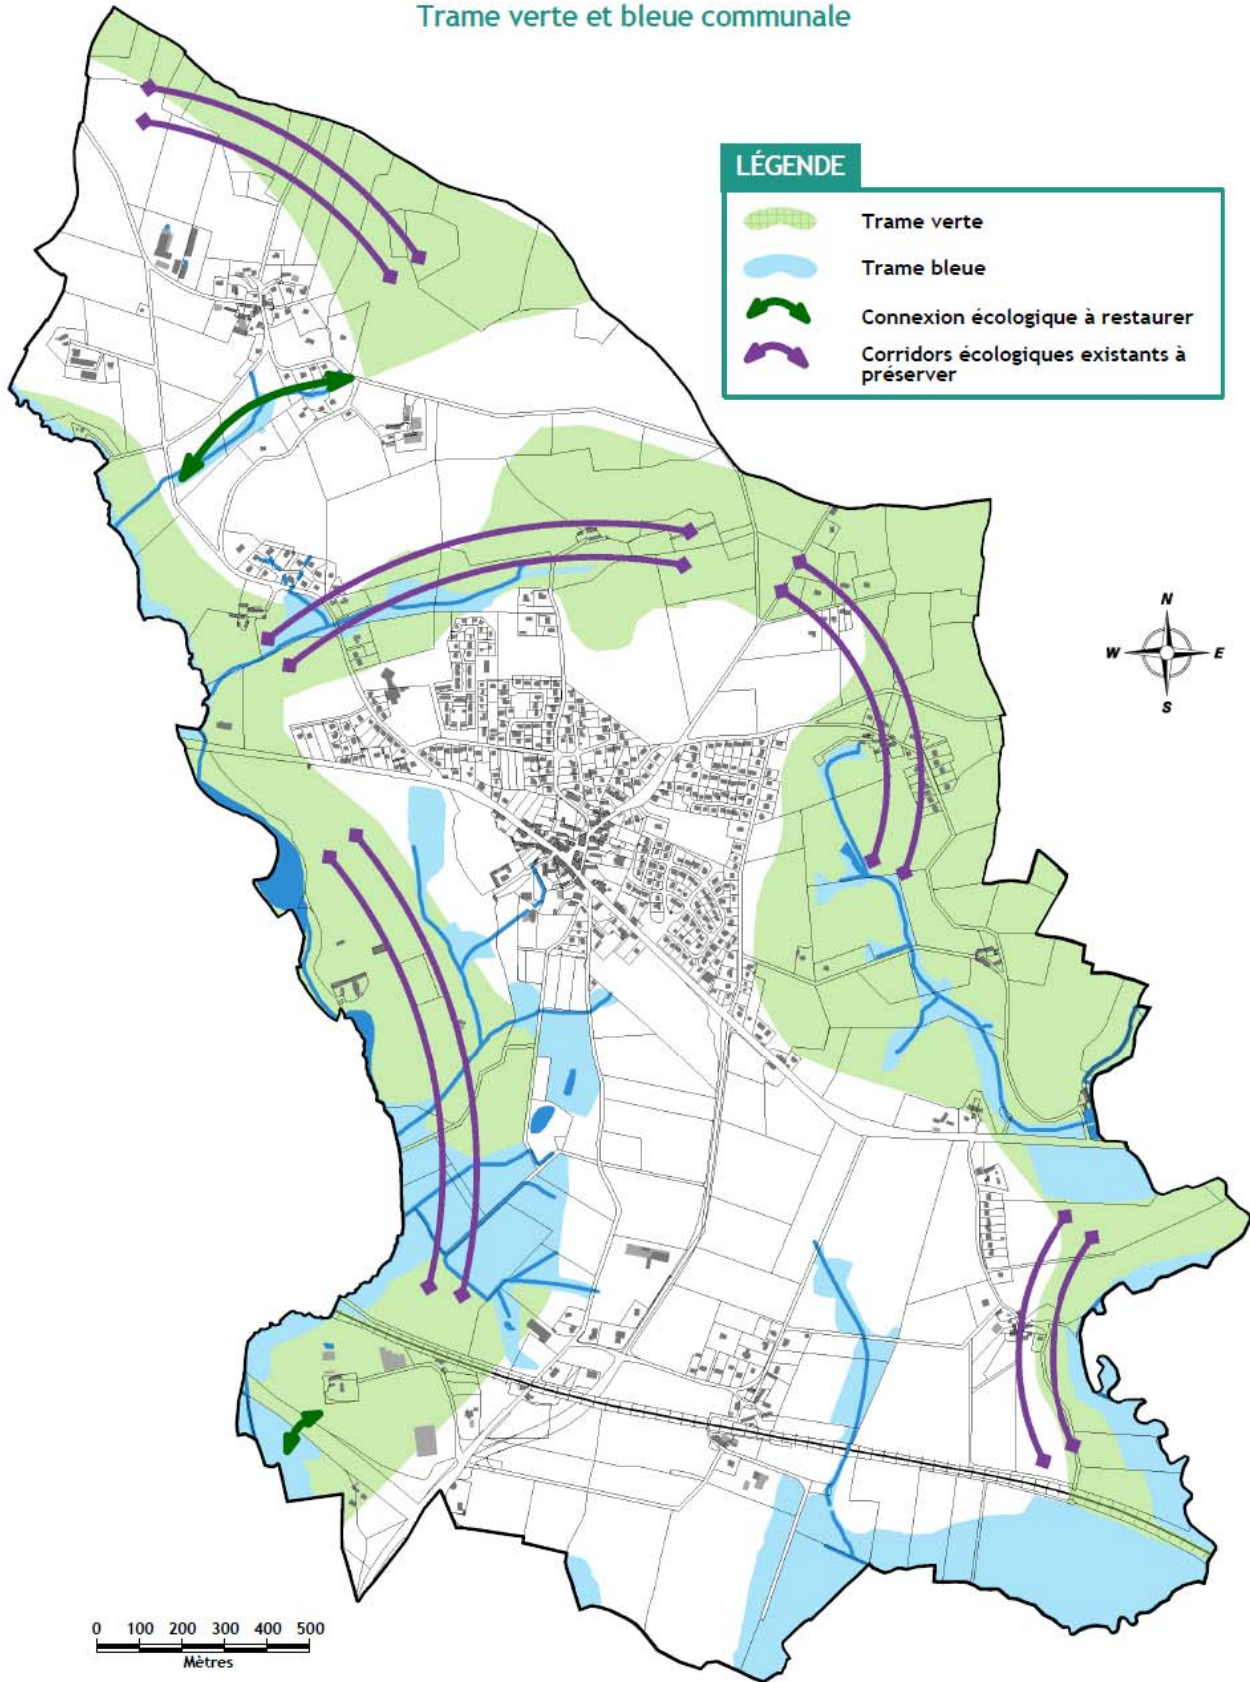 Trame verte et bleue communale
LÉGENDE
Trame verte
Trame bleue
Connexion écologique à restaurer
Corridors écologiques existants à
préserver
N
W E
S
0 100 200 300 400 500
Mètres